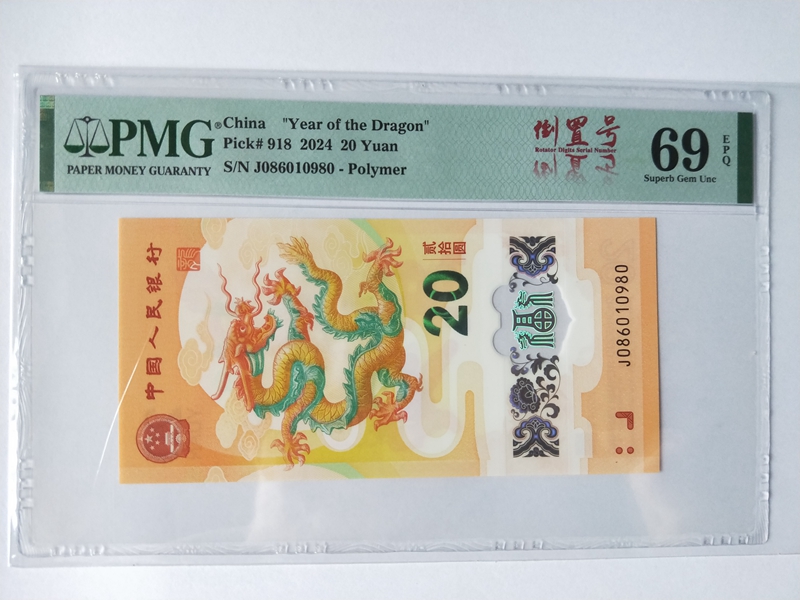 PMG®
PAPER MONEY GUARANTY
China "Year of the Dragon"
Pick# 918 2024 20 Yuan
S/N J086010980 - Polymer
倒置号
Rotator Digits Serial Number
69
EPQ
Superb Gem Unc
中国人民银行
贰拾圆
20
J086010980